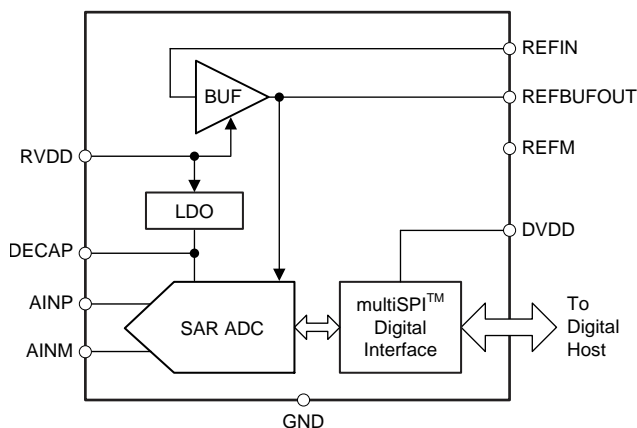 REFIN
BUF
REFBUFOUT
RVDD
REFM
LDO
DVDD
DECAP
AINP
SAR ADC
AINM
multiSPI™
Digital
Interface
To
Digital
Host
GND